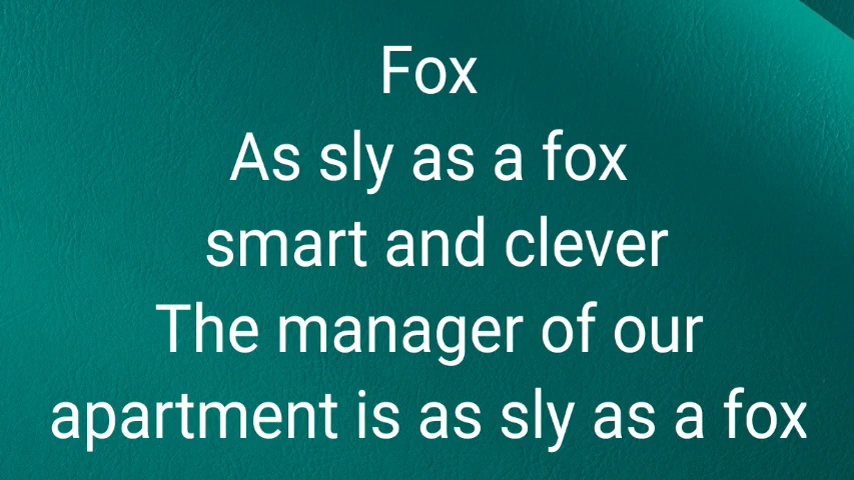 Fox
As sly as a fox
smart and clever
The manager of our
apartment is as sly as a fox